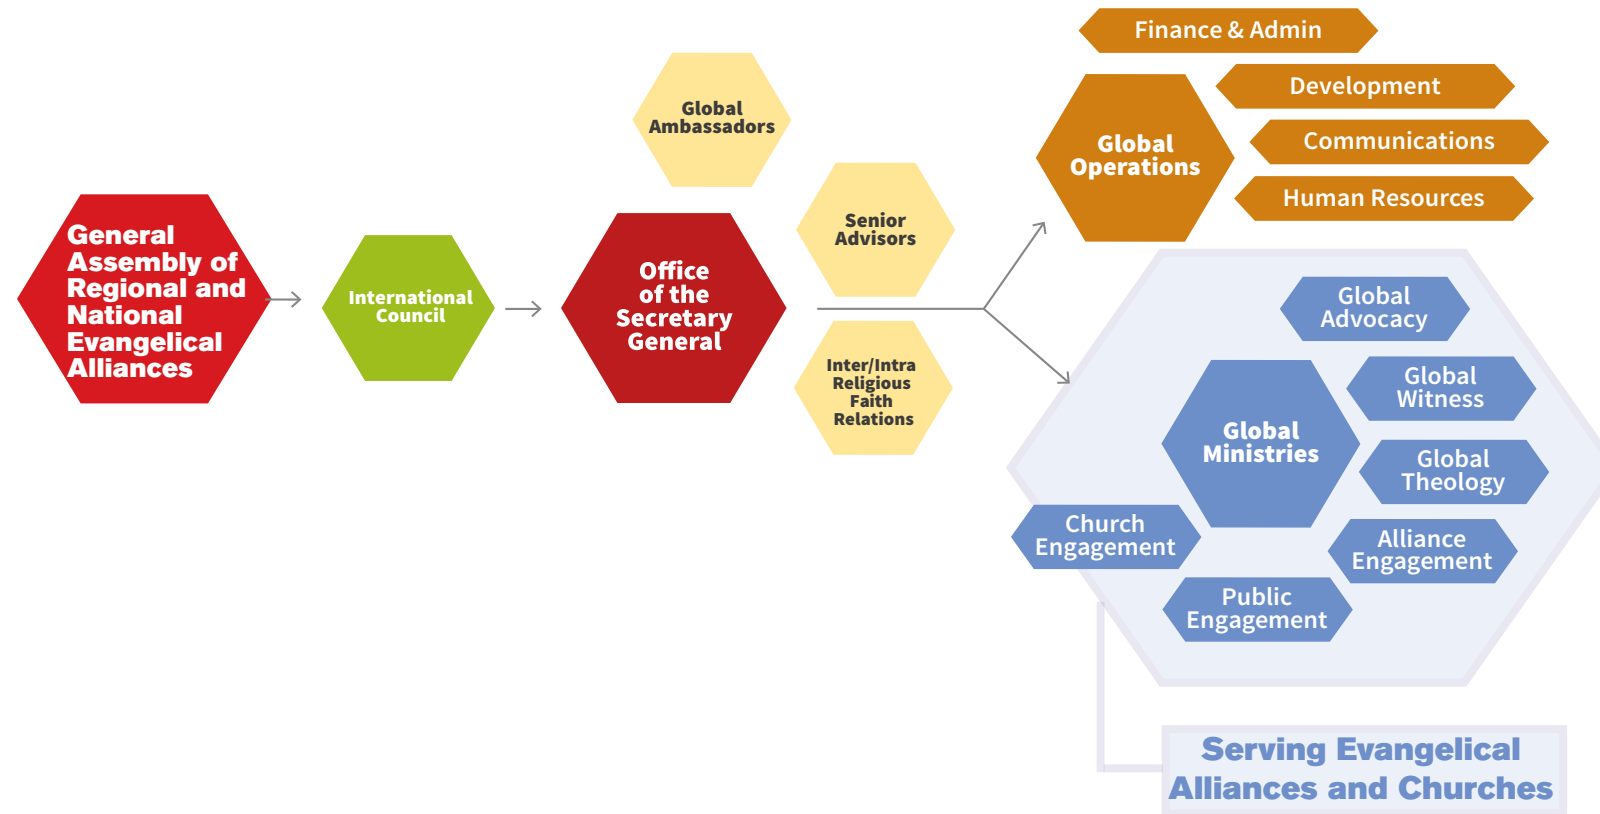 General
Assembly of
Regional and
National
Evangelical
Alliances
International
Council
Office
of the
Secretary
General
Global
Ambassadors
Senior
Advisors
Inter/Intra
Religious
Faith
Relations
Global
Operations
Finance & Admin
Development
Communications
Human Resources
Global
Ministries
Global
Advocacy
Global
Witness
Global
Theology
Alliance
Engagement
Public
Engagement
Church
Engagement
Serving Evangelical
Alliances and Churches